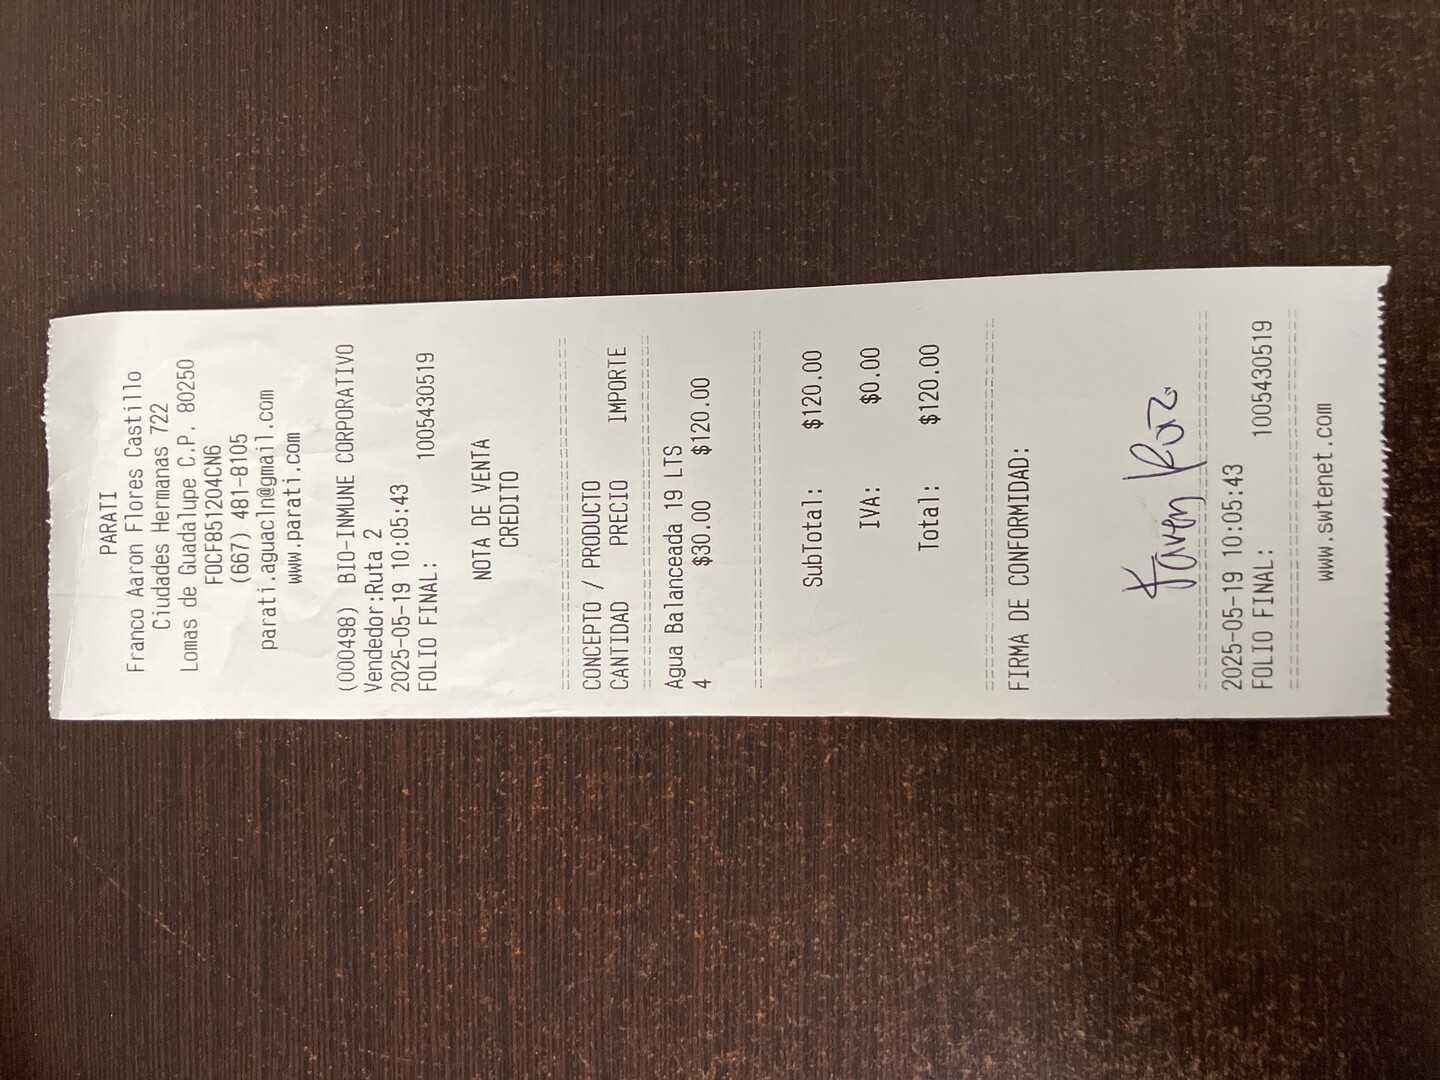 PARATI
Franco Aaron Flores Castillo
Ciudades Hermanas 722
Lomas de Guadalupe C.P. 80250
FOCF851204CN6
(667) 481-8105
parati.aguacln@gmail.com
www.parati.com
(000498) BIO-INMUNE CORPORATIVO
Vendedor:Ruta 2
2025-05-19 10:05:43
FOLIO FINAL: 1005430519
NOTA DE VENTA
CREDITO
CONCEPTO / PRODUCTO
CANTIDAD PRECIO IMPORTE
Agua Balanceada 19 LTS
4 $30.00 $120.00
SubTotal: $120.00
IVA: $0.00
Total: $120.00
FIRMA DE CONFORMIDAD:
Karen
2025-05-19 10:05:43
FOLIO FINAL: 1005430519
www.swtenet.com